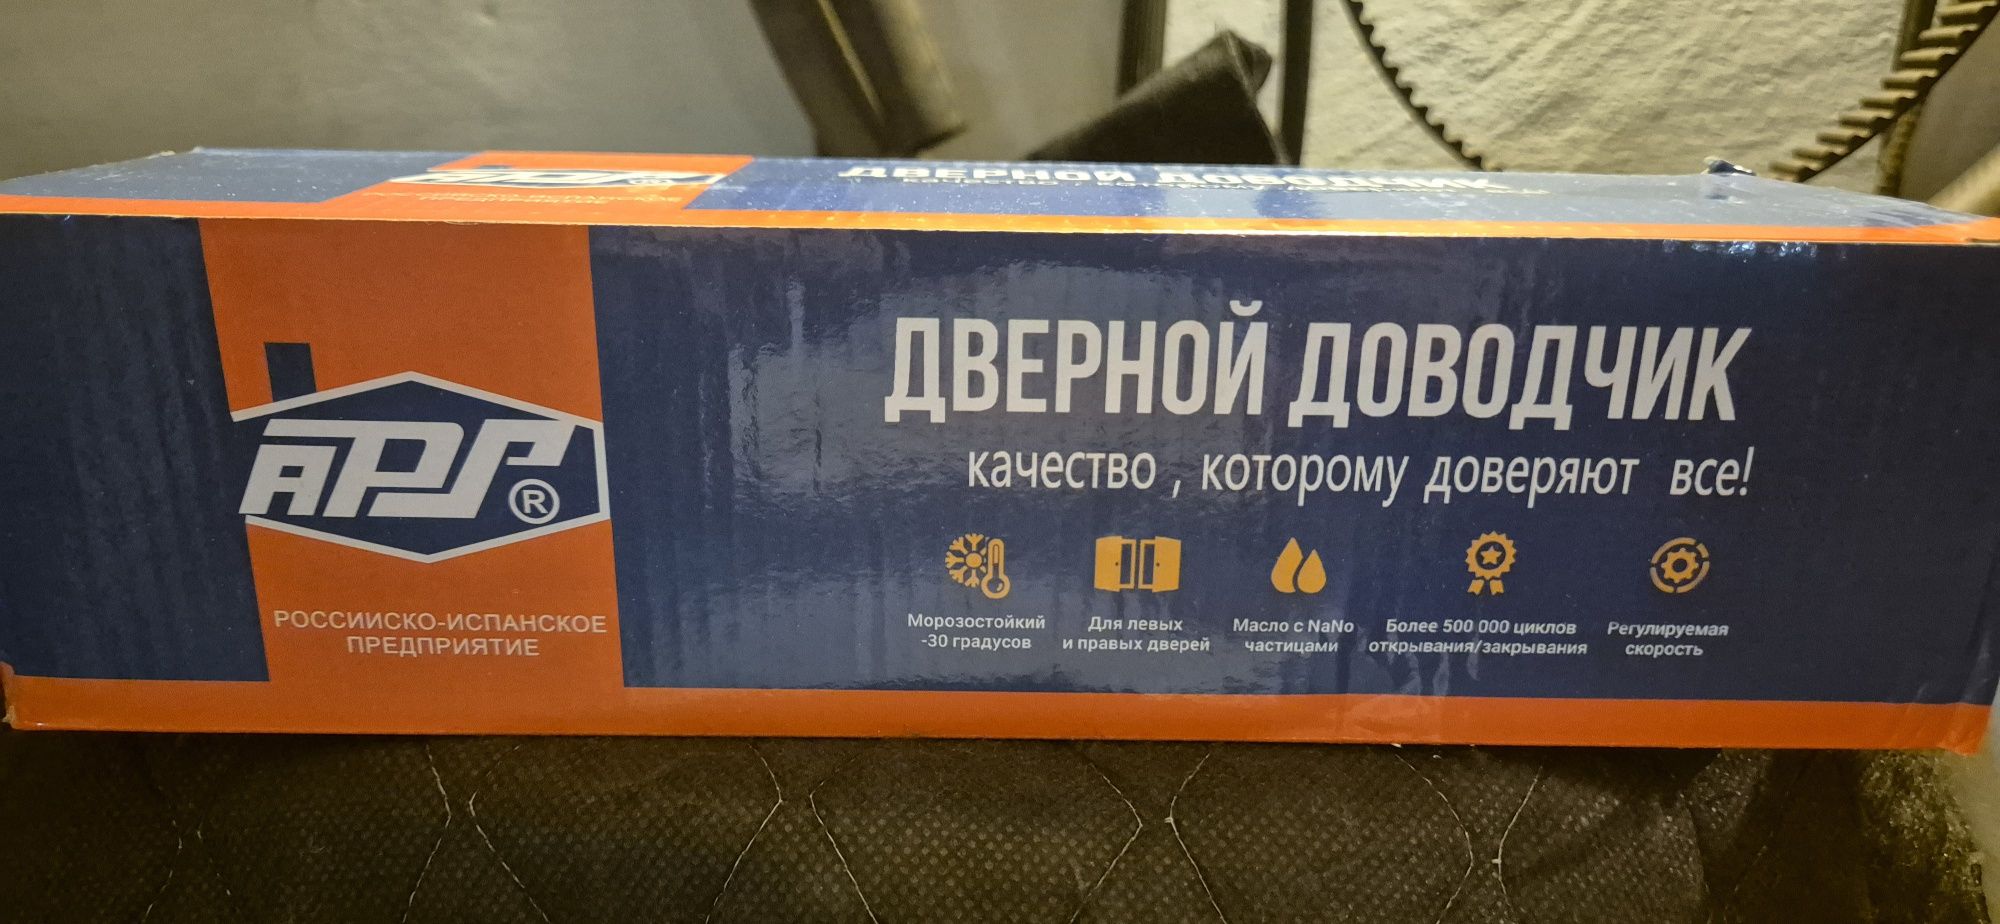 ДВЕРНОЙ ДОВОДЧИК
АРГ ®
РОССИЙСКО-ИСПАНСКОЕ
ПРЕДПРИЯТИЕ
ДВЕРНОЙ ДОВОДЧИК
качество , которому доверяют все!
Морозостойкий
-30 градусов
Для левых
и правых дверей
Масло с NaNo
частицами
Более 500 000 циклов
открывания/закрывания
Регулируемая
скорость